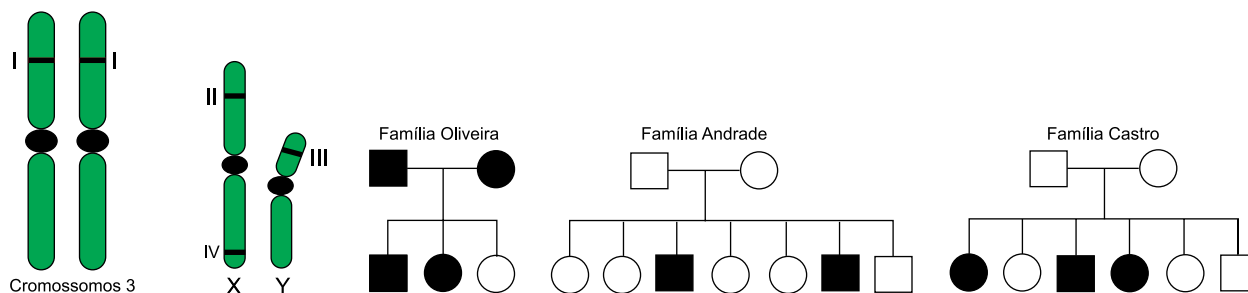 I
I
Cromossomos 3
II
III
IV
X
Y
Família Oliveira
Família Andrade
Família Castro